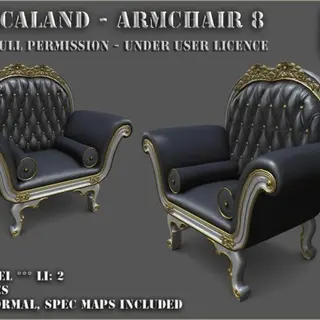 CALAND - ARMCHAIR 8
ULL PERMISSION - UNDER USER LICENCE
EL *** LI: 2
S
ORMAL, SPEC MAPS INCLUDED